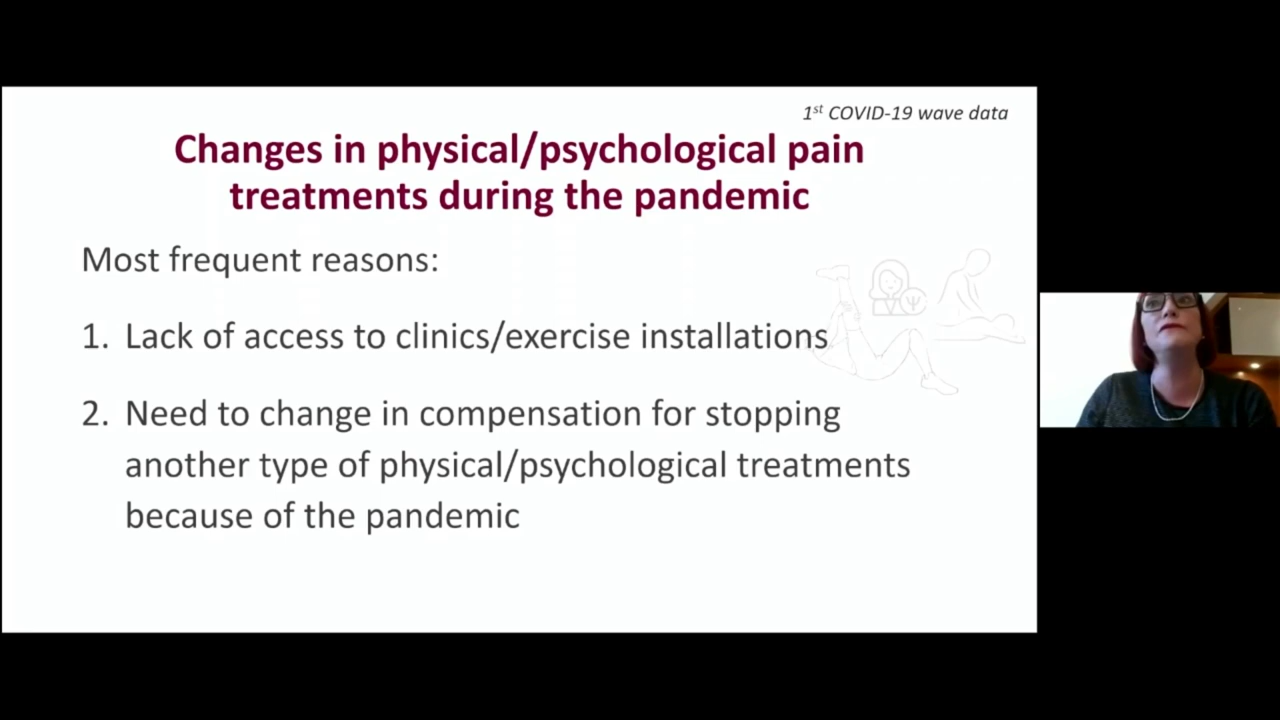 1st COVID-19 wave data
Changes in physical/psychological pain
treatments during the pandemic
Most frequent reasons:
1. Lack of access to clinics/exercise installations
2. Need to change in compensation for stopping
another type of physical/psychological treatments
because of the pandemic